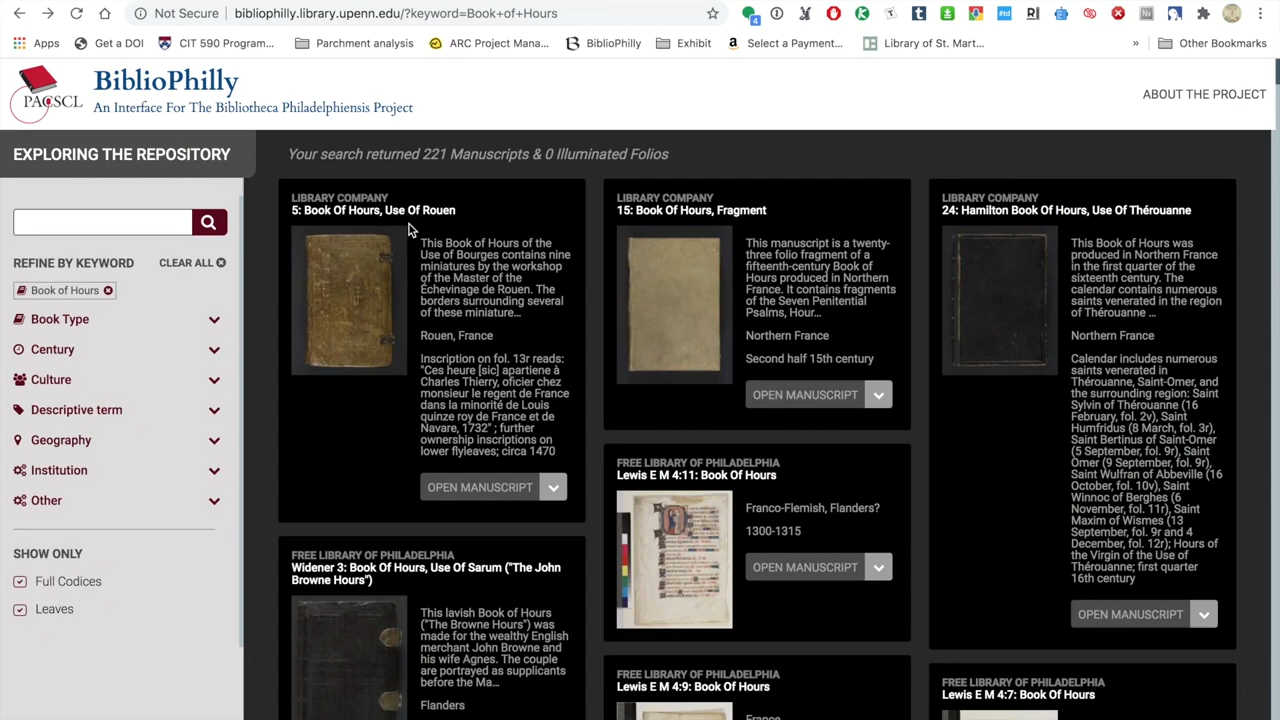 Not Secure
bibliophilly.library.upenn.edu/?keyword=Book+of+Hours
4
Apps
Get a DOI
CIT 590 Programm...
Parchment analysis
ARC Project Mana...
BiblioPhilly
Exhibit
Select a Payment...
Library of St. Mart...
»
Other Bookmarks
PACSCL
BiblioPhilly
An Interface For The Bibliotheca Philadelphiensis Project
ABOUT THE PROJECT
EXPLORING THE REPOSITORY
REFINE BY KEYWORD
CLEAR ALL
Book of Hours
Book Type
Century
Culture
Descriptive term
Geography
Institution
Other
SHOW ONLY
Full Codices
Leaves
Your search returned 221 Manuscripts & 0 Illuminated Folios
LIBRARY COMPANY
5: Book Of Hours, Use Of Rouen
This Book of Hours of the
Use of Bourges contains nine
miniatures by the workshop
of the Master of the
Échevinage de Rouen. The
borders surrounding several
of these miniature...
Rouen, France
Inscription on fol. 13r reads:
"Ces heure [sic] apartiene à
Charles Thierry, oficier chez
monsieur le regent de France
dans la minorité de Louis
quinze roy de France et de
Navare, 1732" ; further
ownership inscriptions on
lower flyleaves; circa 1470
OPEN MANUSCRIPT
FREE LIBRARY OF PHILADELPHIA
Widener 3: Book Of Hours, Use Of Sarum ("The John
Browne Hours")
This lavish Book of Hours
("The Browne Hours") was
made for the wealthy English
merchant John Browne and
his wife Agnes. The couple
are portrayed as supplicants
before the Ma...
Flanders
LIBRARY COMPANY
15: Book Of Hours, Fragment
This manuscript is a twenty-
three folio fragment of a
fifteenth-century Book of
Hours produced in Northern
France. It contains fragments
of the Seven Penitential
Psalms, Hour...
Northern France
Second half 15th century
OPEN MANUSCRIPT
FREE LIBRARY OF PHILADELPHIA
Lewis E M 4:11: Book Of Hours
Franco-Flemish, Flanders?
1300-1315
OPEN MANUSCRIPT
FREE LIBRARY OF PHILADELPHIA
Lewis E M 4:9: Book Of Hours
France
LIBRARY COMPANY
24: Hamilton Book Of Hours, Use Of Thérouanne
This Book of Hours was
produced in Northern France
in the first quarter of the
sixteenth century. The
calendar contains numerous
saints venerated in the region
of Thérouanne ...
Northern France
Calendar includes numerous
saints venerated in
Thérouanne, Saint-Omer, and
the surrounding region: Saint
Sylvin of Thérouanne (16
February, fol. 2v), Saint
Humfridus (8 March, fol. 3r),
Saint Bertinus of Saint-Omer
(5 September, fol. 9r), Saint
Omer (9 September, fol. 9r),
Saint Wulfran of Abbeville (16
October, fol. 10v), Saint
Winnoc of Berghes (6
November, fol. 11r), Saint
Maxim of Wismes (13
September, fol. 9r and 4
December, fol. 12r); Hours of
the Virgin of the Use of
Thérouanne; first quarter
16th century
OPEN MANUSCRIPT
FREE LIBRARY OF PHILADELPHIA
Lewis E M 4:7: Book Of Hours